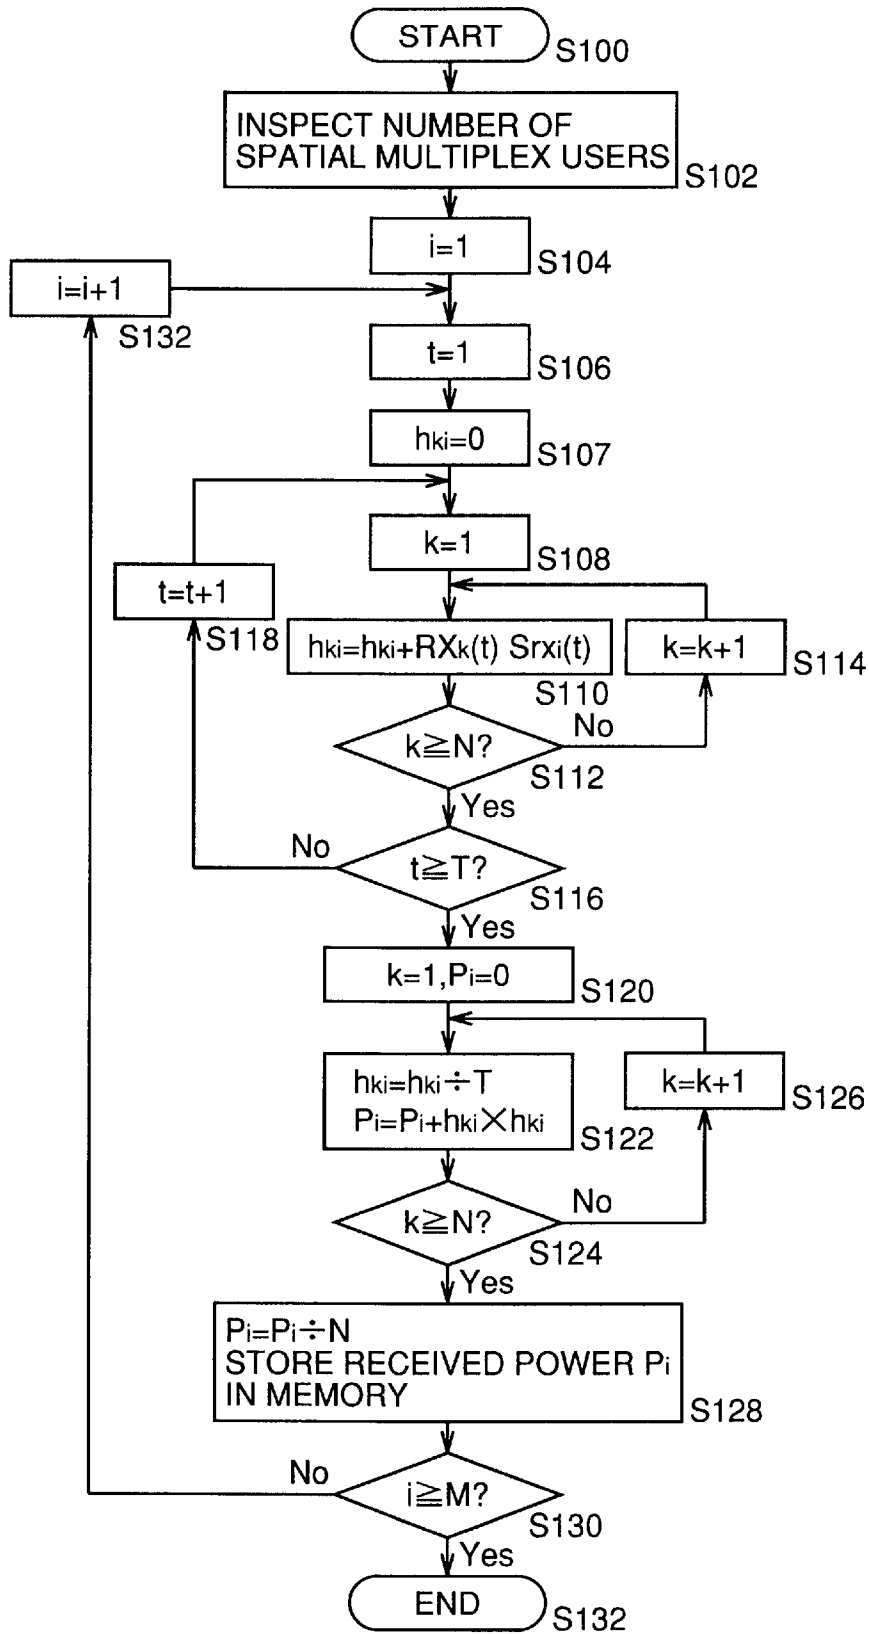 START
S100
INSPECT NUMBER OF
SPATIAL MULTIPLEX USERS
S102
i=1
S104
i=i+1
S132
t=1
S106
hki=0
S107
k=1
S108
t=t+1
S118
hki=hki+RXk(t) Srxi(t)
S110
k=k+1
S114
k≧N?
No
S112
Yes
No
t≧T?
S116
Yes
k=1,Pi=0
S120
hki=hki÷T
Pi=Pi+hki×hki
S122
k=k+1
S126
k≧N?
No
S124
Yes
Pi=Pi÷N
STORE RECEIVED POWER Pi
IN MEMORY
S128
No
i≧M?
S130
Yes
END
S132